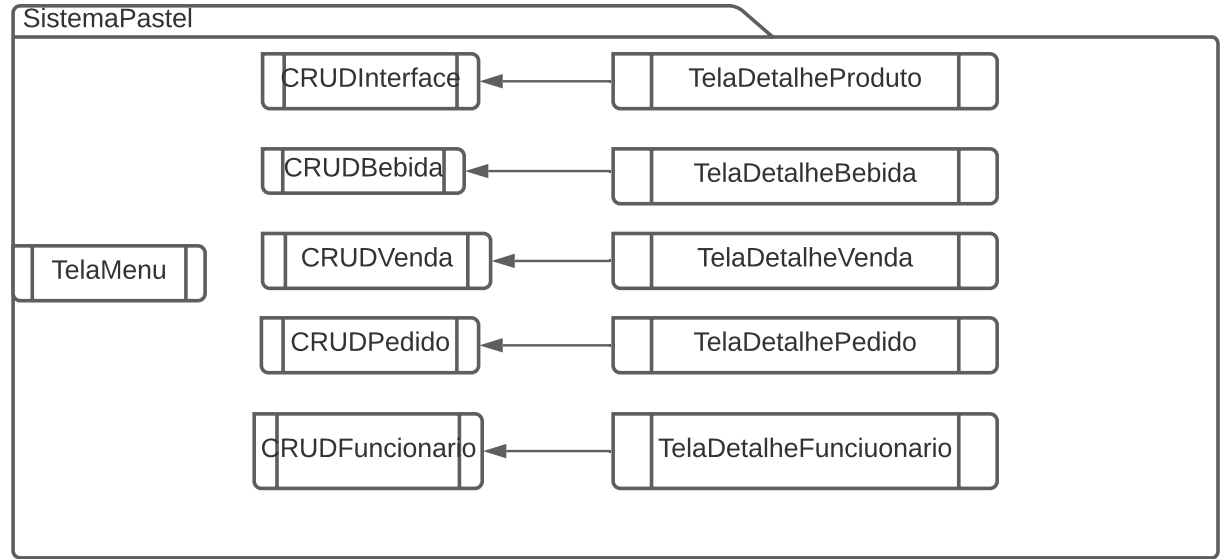 SistemaPastel
CRUDInterface
TelaDetalheProduto
CRUDBebida
TelaDetalheBebida
TelaMenu
CRUDVenda
TelaDetalheVenda
CRUDPedido
TelaDetalhePedido
CRUDFuncionario
TelaDetalheFunciuonario